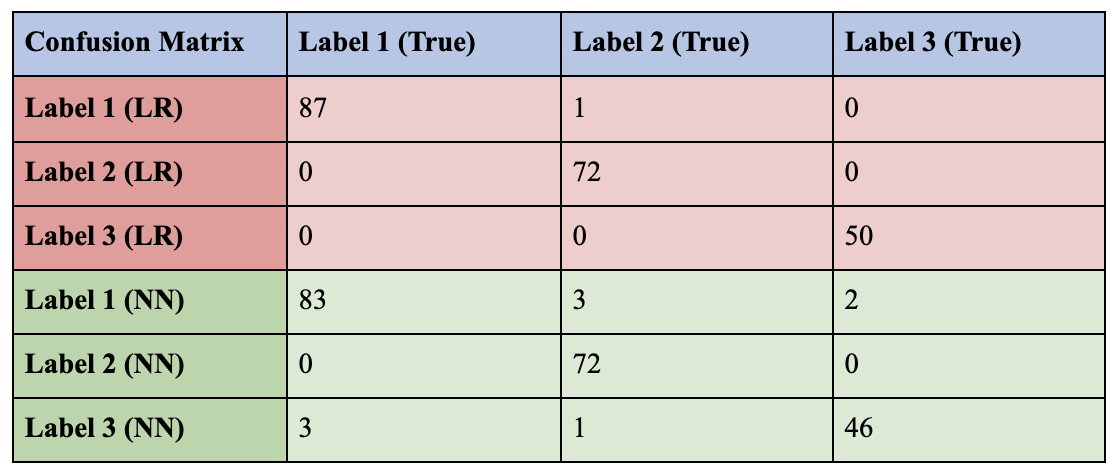 Confusion Matrix Label 1 (True) Label 2 (True) Label 3 (True)
Label 1 (LR) 87 1 0
Label 2 (LR) 0 72 0
Label 3 (LR) 0 0 50
Label 1 (NN) 83 3 2
Label 2 (NN) 0 72 0
Label 3 (NN) 3 1 46